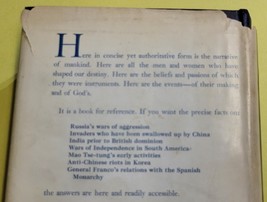 Here in concise yet authoritative form is the narrative
of mankind. Here are all the men and women who have
shaped our destiny. Here are the beliefs and passions of which
they were instruments. Here are the events—of their making
and of God's.
It is a book for reference. If you want the precise facts on
Russia's wars of aggression
Invaders who have been swallowed up by China
India prior to British dominion
Wars of Independence in South America
Mao Tse-tung's early activities
Anti-Chinese riots in Korea
General Franco's relations with the Spanish
Monarchy
the answers are here and readily accessible.